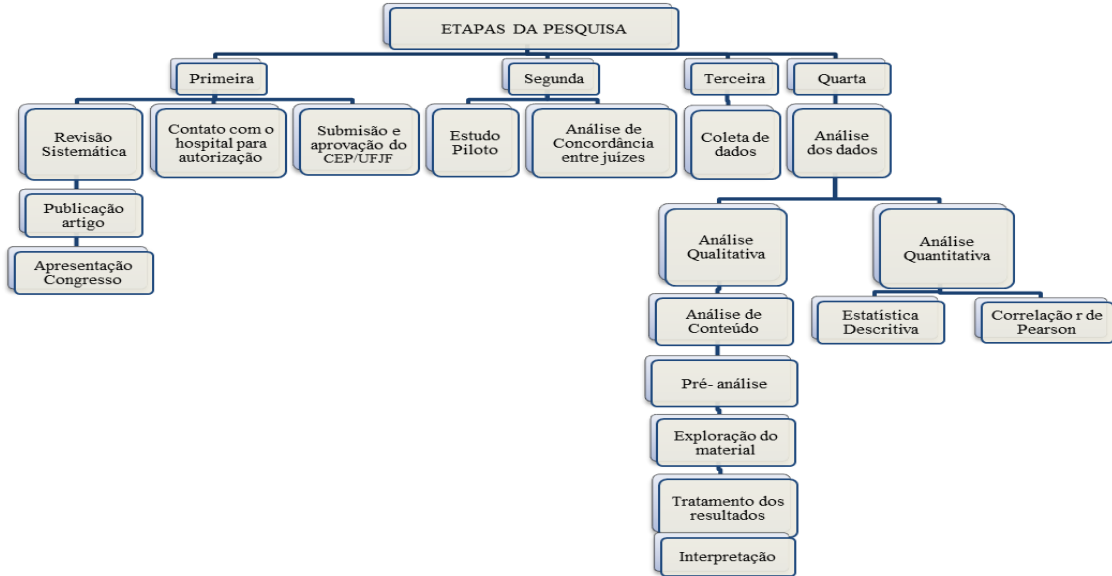 ETAPAS DA PESQUISA
Primeira
Segunda
Terceira
Quarta
Revisão
Sistemática
Contato com o
hospital para
autorização
Submisão e
aprovação do
CEP/UFJF
Estudo
Piloto
Análise de
Concordância
entre juízes
Coleta de
dados
Análise
dos dados
Publicação
artigo
Apresentação
Congresso
Análise
Qualitativa
Análise
Quantitativa
Análise de
Conteúdo
Estatística
Descritiva
Correlação r de
Pearson
Pré- análise
Exploração do
material
Tratamento dos
resultados
Interpretação